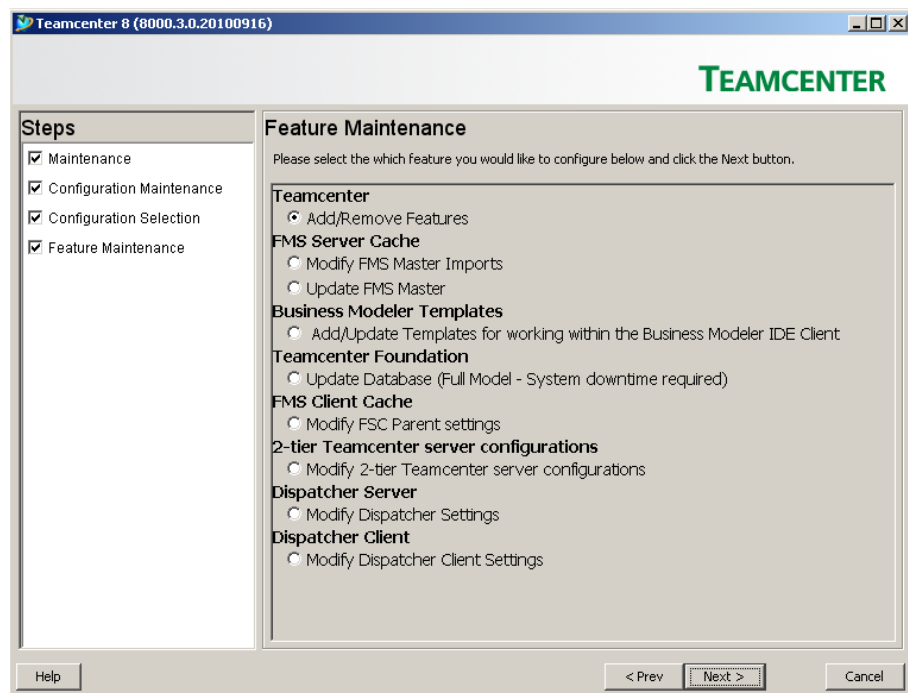 Teamcenter 8 (8000.3.0.20100916)
TEAMCENTER
Steps
Maintenance
Configuration Maintenance
Configuration Selection
Feature Maintenance
Feature Maintenance
Please select the which feature you would like to configure below and click the Next button.
Teamcenter
Add/Remove Features
FMS Server Cache
Modify FMS Master Imports
Update FMS Master
Business Modeler Templates
Add/Update Templates for working within the Business Modeler IDE Client
Teamcenter Foundation
Update Database (Full Model - System downtime required)
FMS Client Cache
Modify FSC Parent settings
2-tier Teamcenter server configurations
Modify 2-tier Teamcenter server configurations
Dispatcher Server
Modify Dispatcher Settings
Dispatcher Client
Modify Dispatcher Client Settings
Help
< Prev
Next >
Cancel